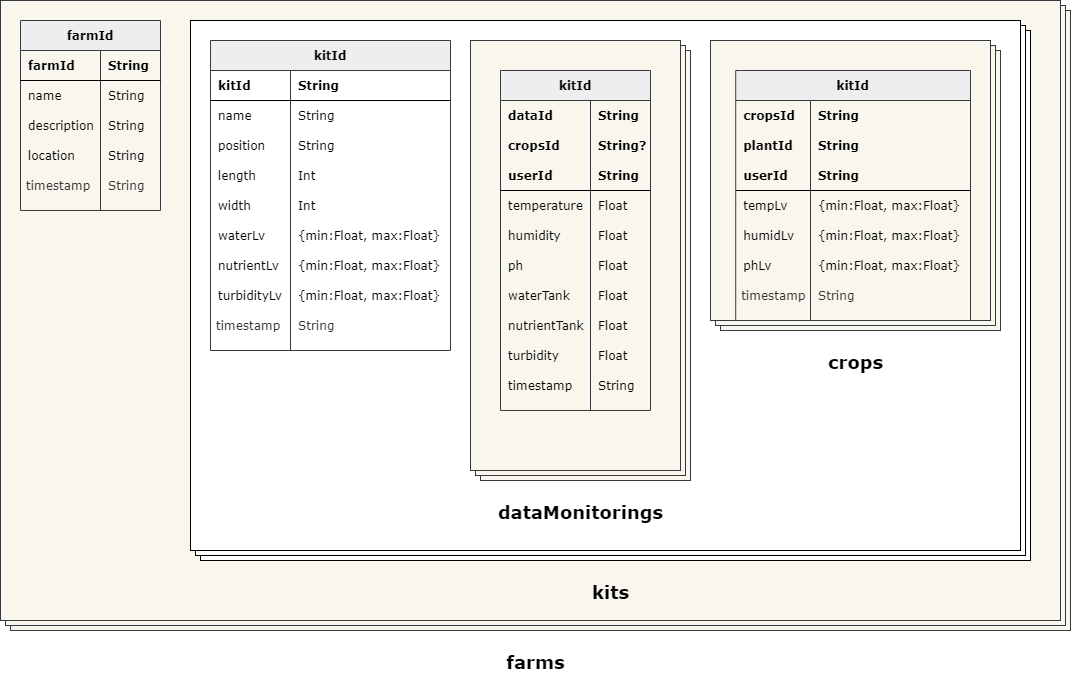 farmId
farmId String
name String
description String
location String
timestamp String
kitId
kitId String
name String
position String
length Int
width Int
waterLv {min:Float, max:Float}
nutrientLv {min:Float, max:Float}
turbidityLv {min:Float, max:Float}
timestamp String
kitId
dataId String
cropsId String?
userId String
temperature Float
humidity Float
ph Float
waterTank Float
nutrientTank Float
turbidity Float
timestamp String
dataMonitorings
kitId
cropsId String
plantId String
userId String
tempLv {min:Float, max:Float}
humidLv {min:Float, max:Float}
phLv {min:Float, max:Float}
timestamp String
crops
kits
farms